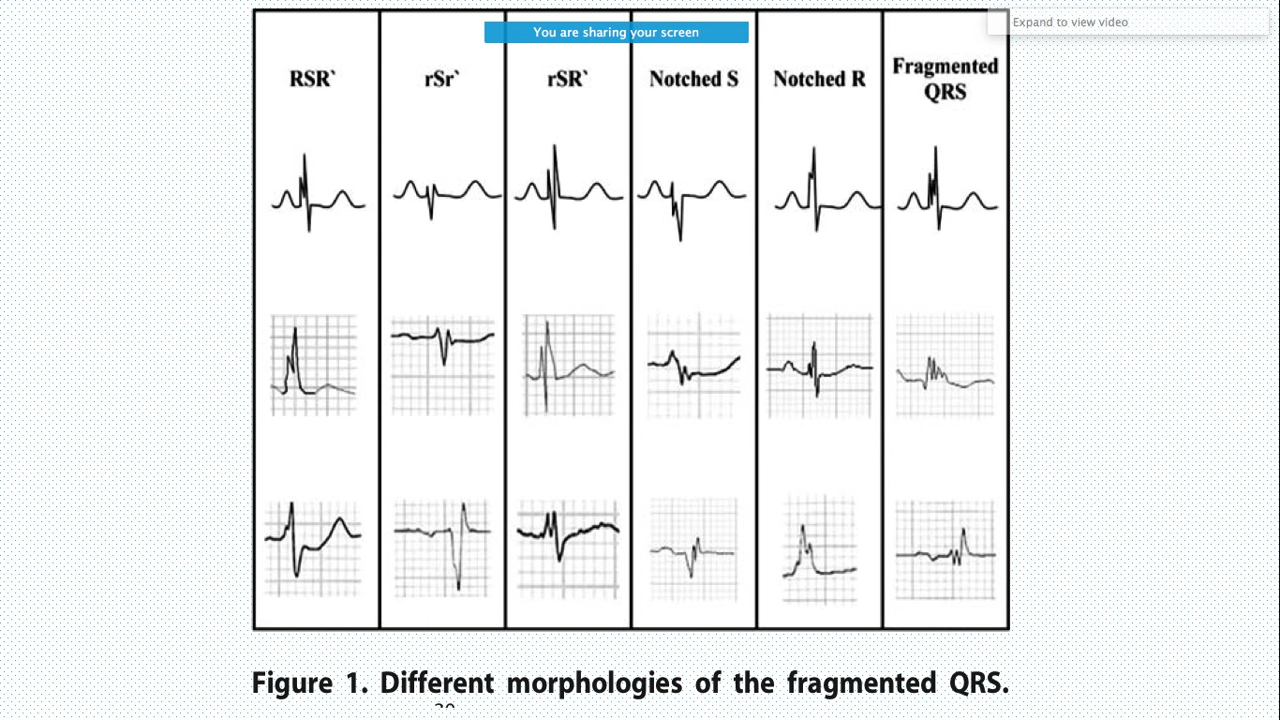 You are sharing your screen
Expand to view video
RSR`
rSr`
rSR`
Notched S
Notched R
Fragmented
QRS
Figure 1. Different morphologies of the fragmented QRS.